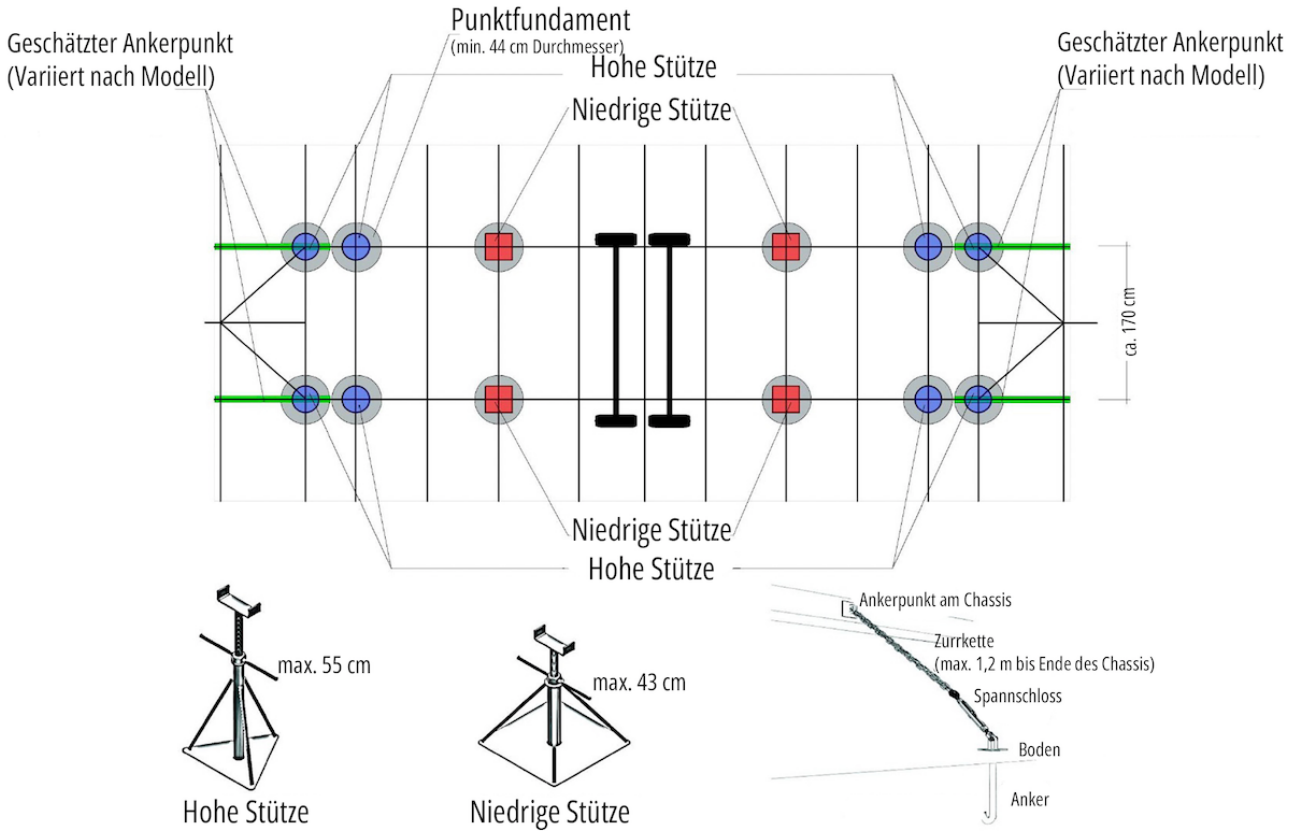 Punktfundament
(min. 44 cm Durchmesser)
Geschätzter Ankerpunkt
(Variiert nach Modell)
Geschätzter Ankerpunkt
(Variiert nach Modell)
Hohe Stütze
Niedrige Stütze
ca. 170 cm
Niedrige Stütze
Hohe Stütze
max. 55 cm
Hohe Stütze
max. 43 cm
Niedrige Stütze
Ankerpunkt am Chassis
Zurrkette
(max. 1,2 m bis Ende des Chassis)
Spannschloss
Boden
Anker